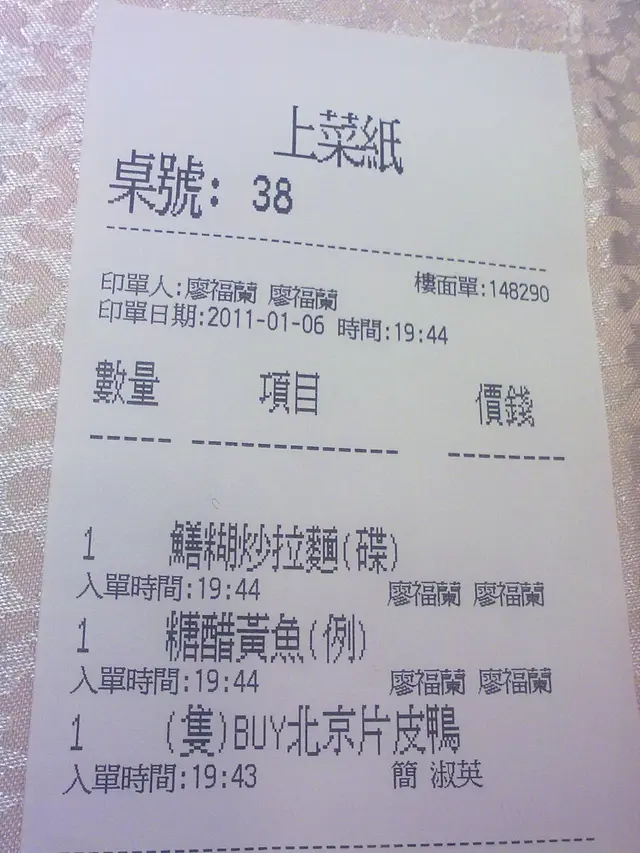 上菜紙
桌號: 38
印單人:廖福蘭 廖福蘭 樓面單:148290
印單日期:2011-01-06 時間:19:44
數量 項目 價錢
1 鱔糊炒拉麵(碟)
入單時間:19:44 廖福蘭 廖福蘭
1 糖醋黃魚(例)
入單時間:19:44 廖福蘭 廖福蘭
1 (隻)BUY北京片皮鴨
入單時間:19:43 簡 淑英